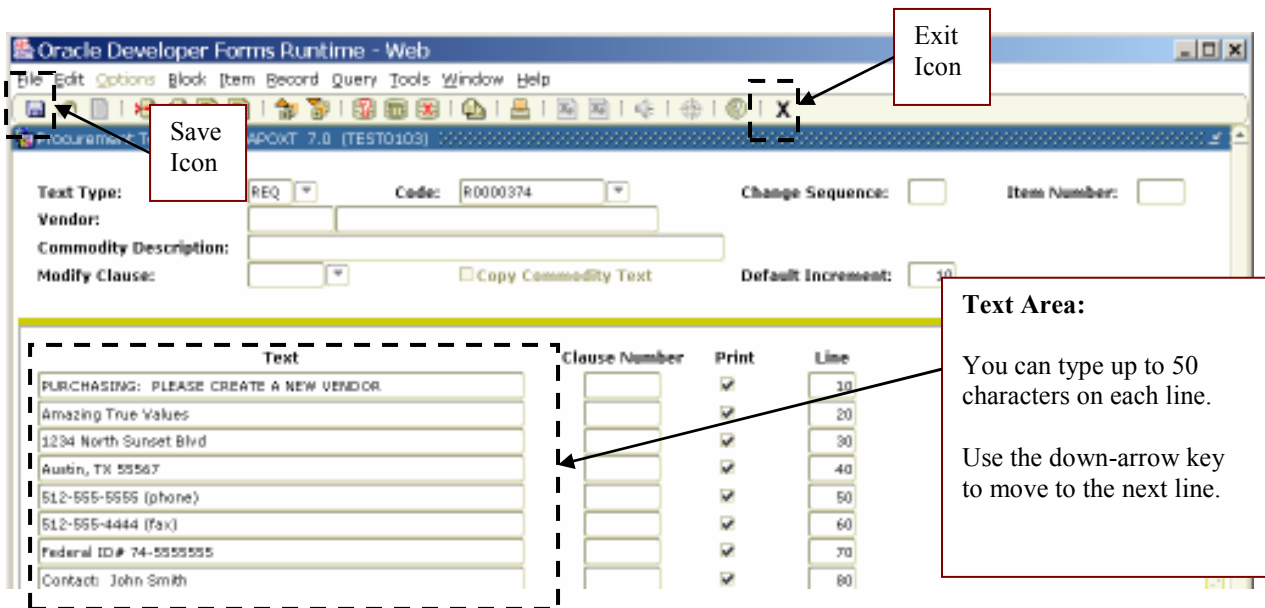 Exit
Icon
Oracle Developer Forms Runtime - Web
File Edit Options Block Item Record Query Tools Window Help
X
Save
Icon
Procurement APOXT 7.0 (TEST0103)
Text Type: REQ Code: R0000374 Change Sequence: Item Number:
Vendor:
Commodity Description:
Modify Clause: Copy Commodity Text Default Increment: 10
Text Area:
You can type up to 50
characters on each line.
Use the down-arrow key
to move to the next line.
Text Clause Number Print Line
PURCHASING: PLEASE CREATE A NEW VENDOR 10
Amazing True Values 20
1234 North Sunset Blvd 30
Austin, TX 55567 40
512-555-5555 (phone) 50
512-555-4444 (fax) 60
Federal ID# 74-5555555 70
Contact: John Smith 80